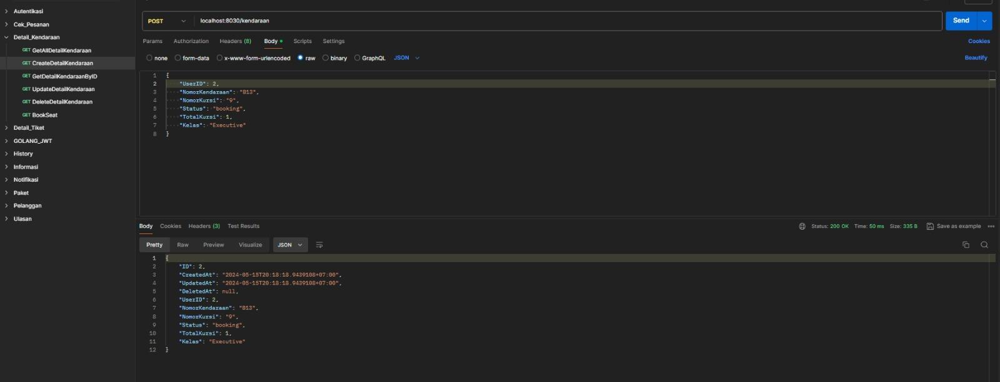 Autentikasi
Cek_Pesanan
Detail_Kendaraan
GET GetAllDetailKendaraan
GET CreateDetailKendaraan
GET GetDetailKendaraanByID
GET UpdateDetailKendaraan
GET DeleteDetailKendaraan
GET BookSeat
Detail_Tiket
GOLANG_JWT
History
Informasi
Notifikasi
Paket
Pelanggan
Ulasan
POST localhost:8030/kendaraan Send
Params Authorization Headers (8) Body Scripts Settings Cookies
none form-data x-www-form-urlencoded raw binary GraphQL JSON Beautify
1 {
2 "UserID": 2,
3 "NomorKendaraan": "B13",
4 "NomorKursi": "9",
5 "Status": "booking",
6 "TotalKursi": 1,
7 "Kelas": "Executive"
8 }
Body Cookies Headers (3) Test Results Status: 200 OK Time: 50 ms Size: 335 B Save as example
Pretty Raw Preview Visualize JSON
1 {
2 "ID": 2,
3 "CreatedAt": "2024-05-15T20:18:18.9439108+07:00",
4 "UpdatedAt": "2024-05-15T20:18:18.9439108+07:00",
5 "DeletedAt": null,
6 "UserID": 2,
7 "NomorKendaraan": "B13",
8 "NomorKursi": "9",
9 "Status": "booking",
10 "TotalKursi": 1,
11 "Kelas": "Executive"
12 }